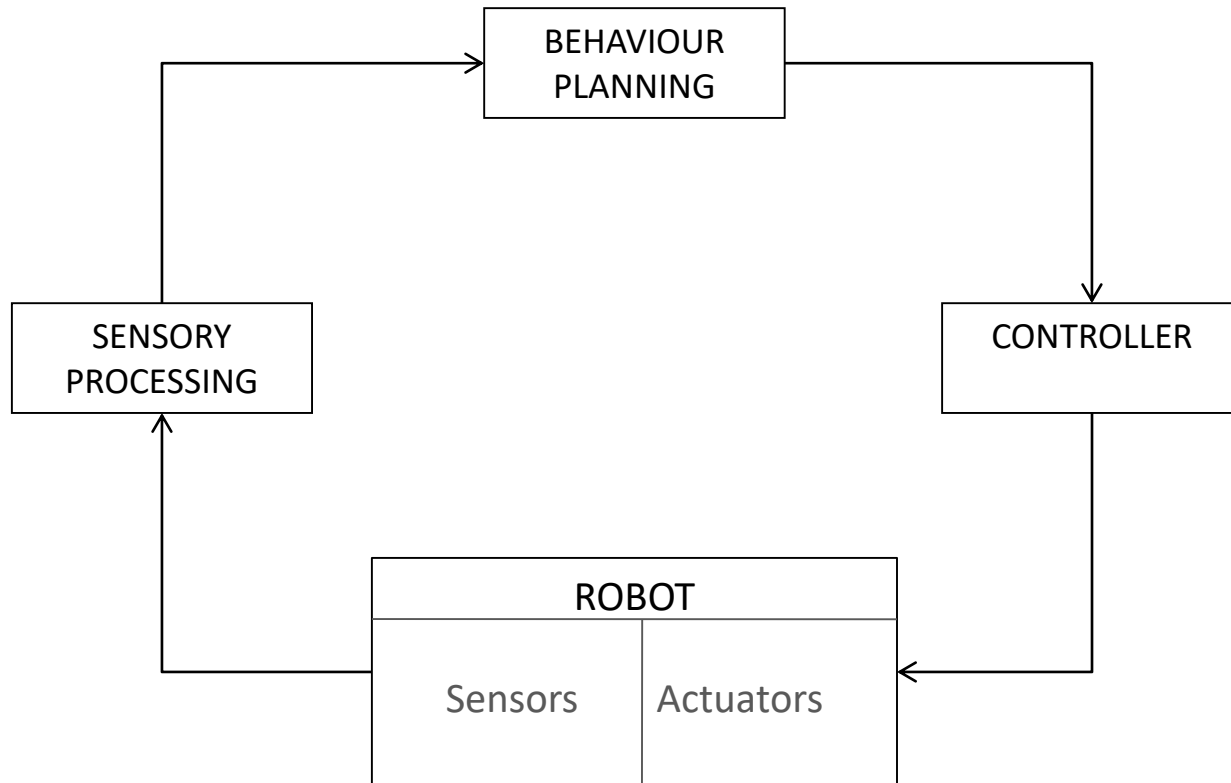 BEHAVIOUR
PLANNING
SENSORY
PROCESSING
CONTROLLER
ROBOT
Sensors
Actuators